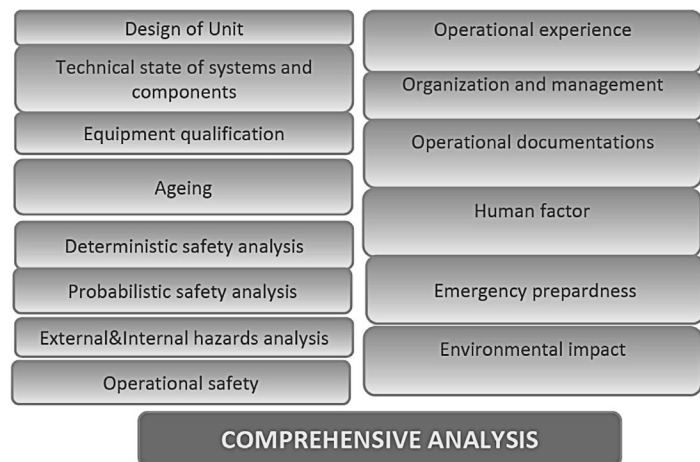 Design of Unit
Technical state of systems and
components
Equipment qualification
Ageing
Deterministic safety analysis
Probabilistic safety analysis
External&Internal hazards analysis
Operational safety
Operational experience
Organization and management
Operational documentations
Human factor
Emergency prepardness
Environmental impact
COMPREHENSIVE ANALYSIS